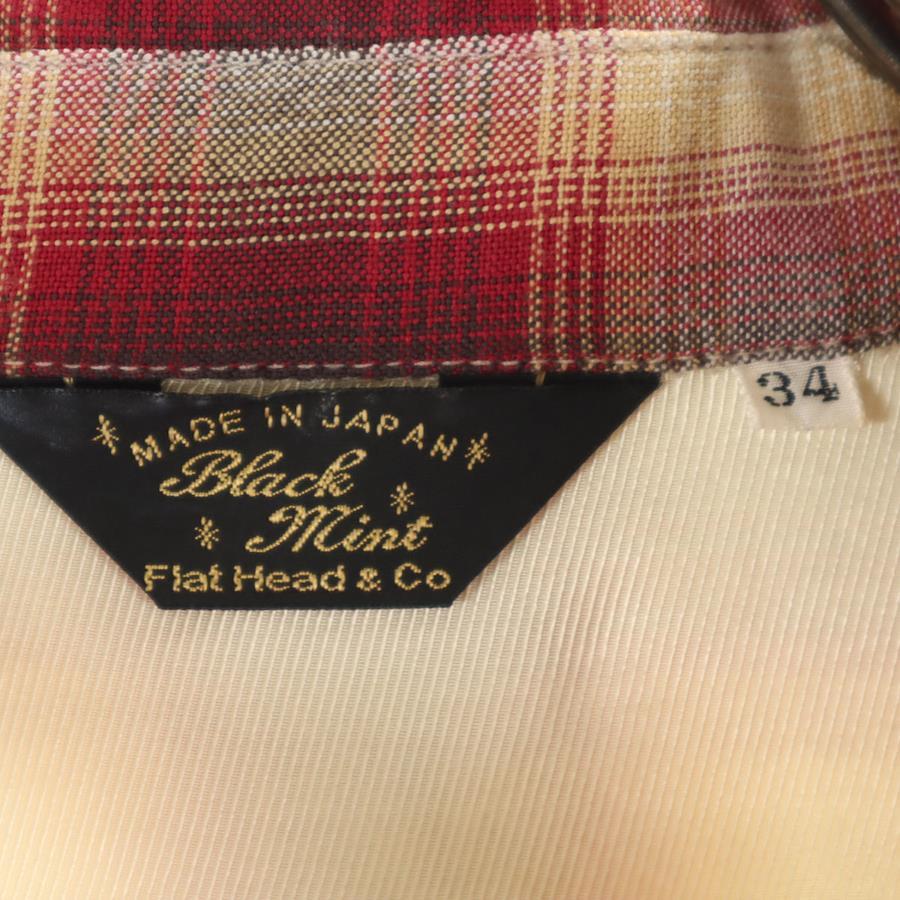 MADE IN JAPAN
Black
Mint
Flat Head & Co
34